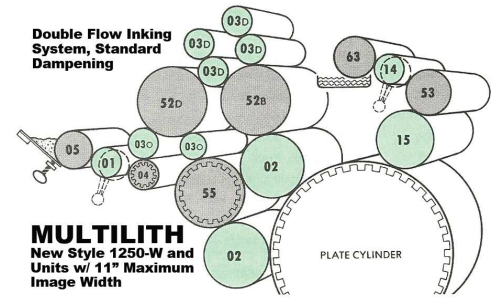 Double Flow Inking
System, Standard
Dampening
03D
03D
03D
03D
63
14
53
52D
52B
05
01
03O
03O
04
02
15
55
02
PLATE CYLINDER
MULTILITH
New Style 1250-W and
Units w/ 11" Maximum
Image Width